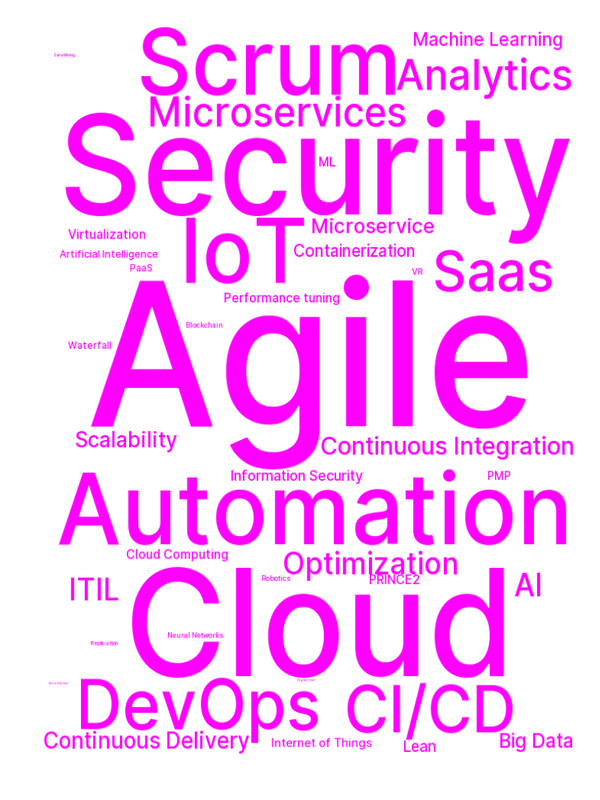 Scrum
Machine Learning
Data Mining
Analytics
Microservices
Security
ML
Microservice
Virtualization
IoT
Containerization
Artificial Intelligence
PaaS
Saas
VR
Performance tuning
Agile
Blockchain
Waterfall
Scalability
Continuous Integration
Information Security
PMP
Automation
Cloud Computing
Optimization
Robotics
PRINCE2
ITIL
AI
Cloud
Neural Networks
Replication
DevOps
CI/CD
Continuous Delivery
Internet of Things
Lean
Big Data